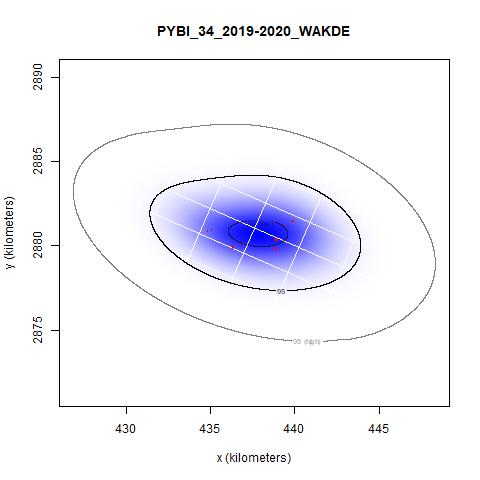 PYBI_34_2019-2020_WAKDE
2890
2885
2880
2875
y (kilometers)
95
95 (high)
430 435 440 445
x (kilometers)